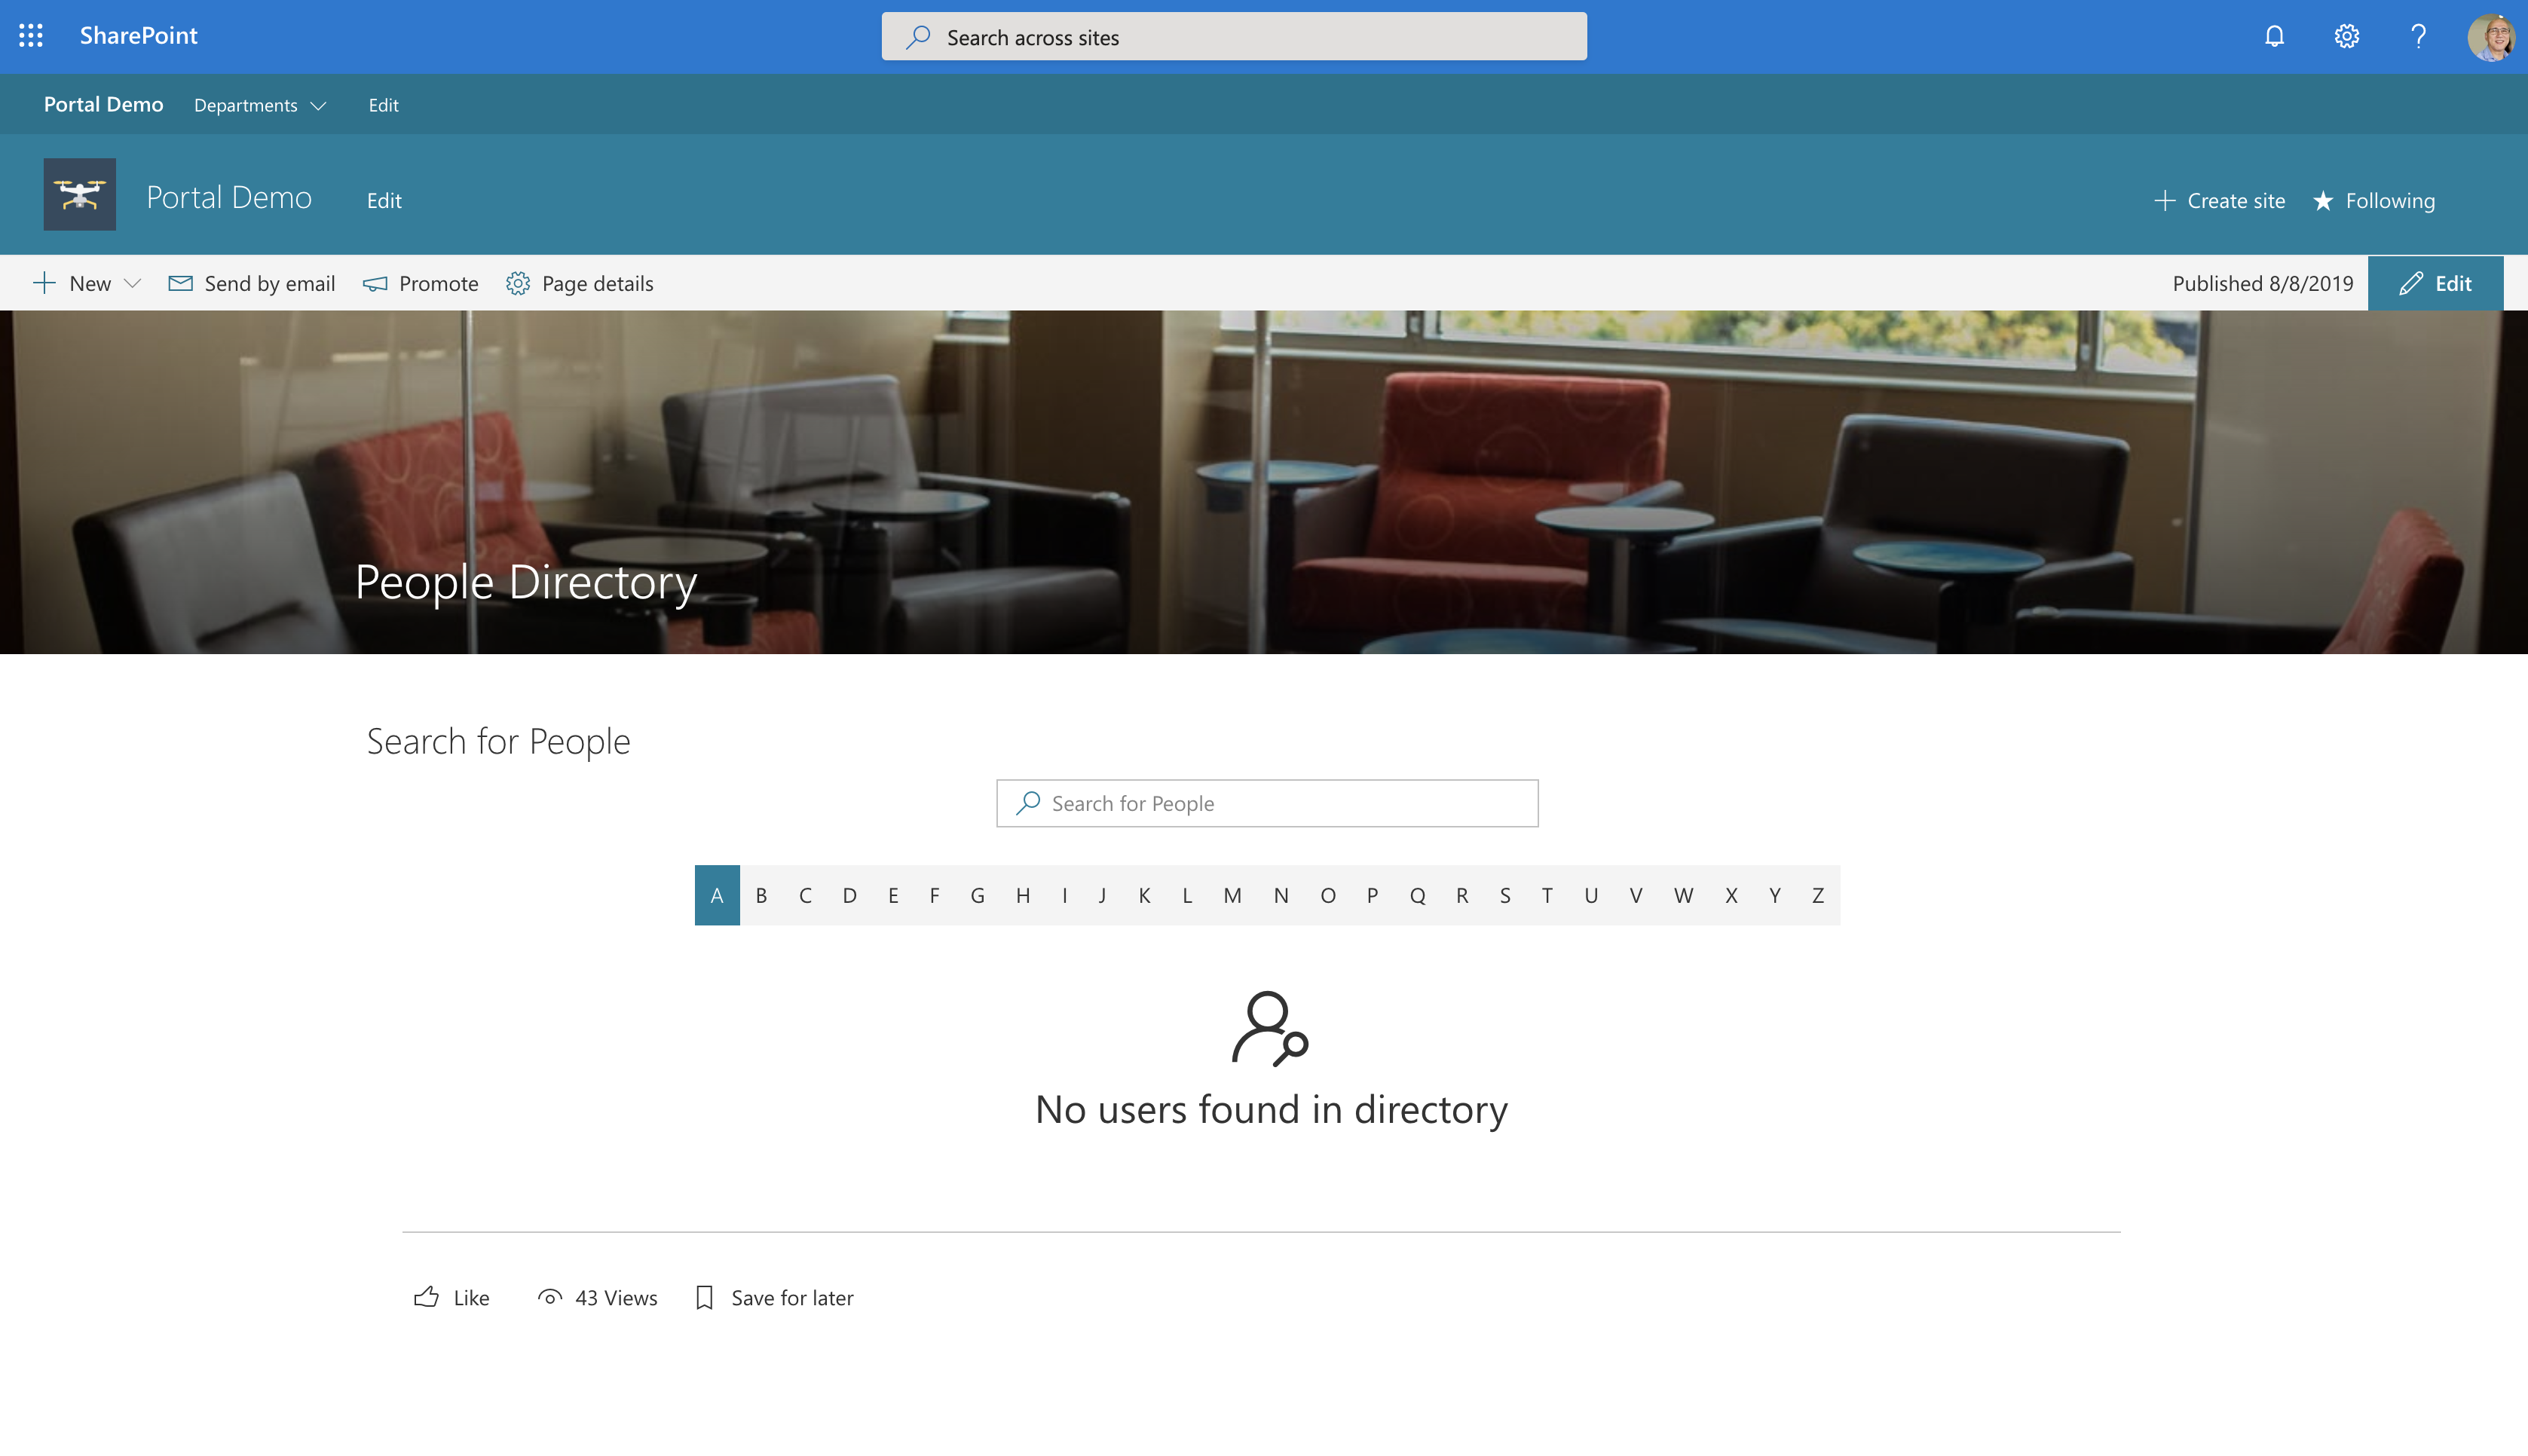 SharePoint
Search across sites
Portal Demo Departments Edit
Portal Demo Edit
Create site Following
New Send by email Promote Page details
Published 8/8/2019 Edit
People Directory
Search for People
Search for People
A B C D E F G H I J K L M N O P Q R S T U V W X Y Z
No users found in directory
Like 43 Views Save for later